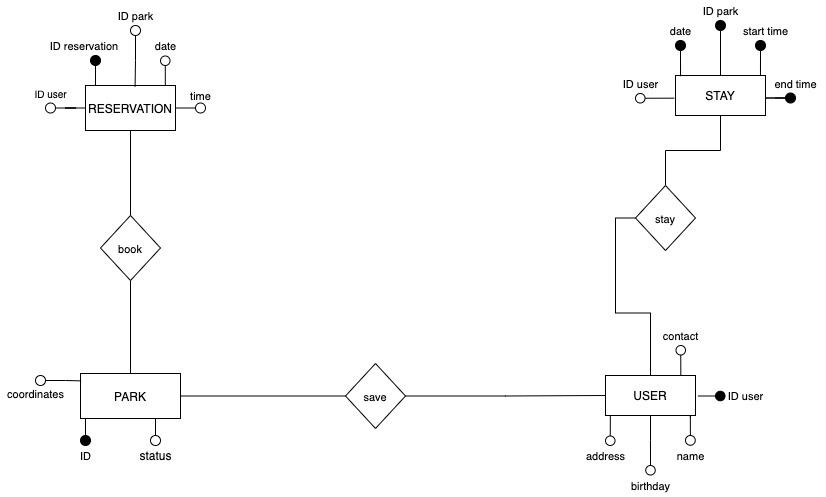 ID park
ID reservation
date
ID user
RESERVATION
time
ID park
date
start time
ID user
STAY
end time
book
stay
contact
coordinates
PARK
save
USER
ID user
ID
status
address
name
birthday